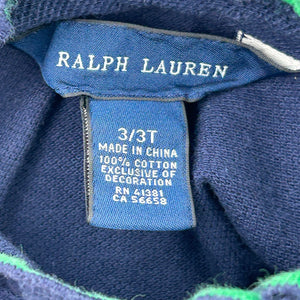 RALPH LAUREN
3/3T
MADE IN CHINA
100% COTTON
EXCLUSIVE OF
DECORATION
RN 41381
CA 56658